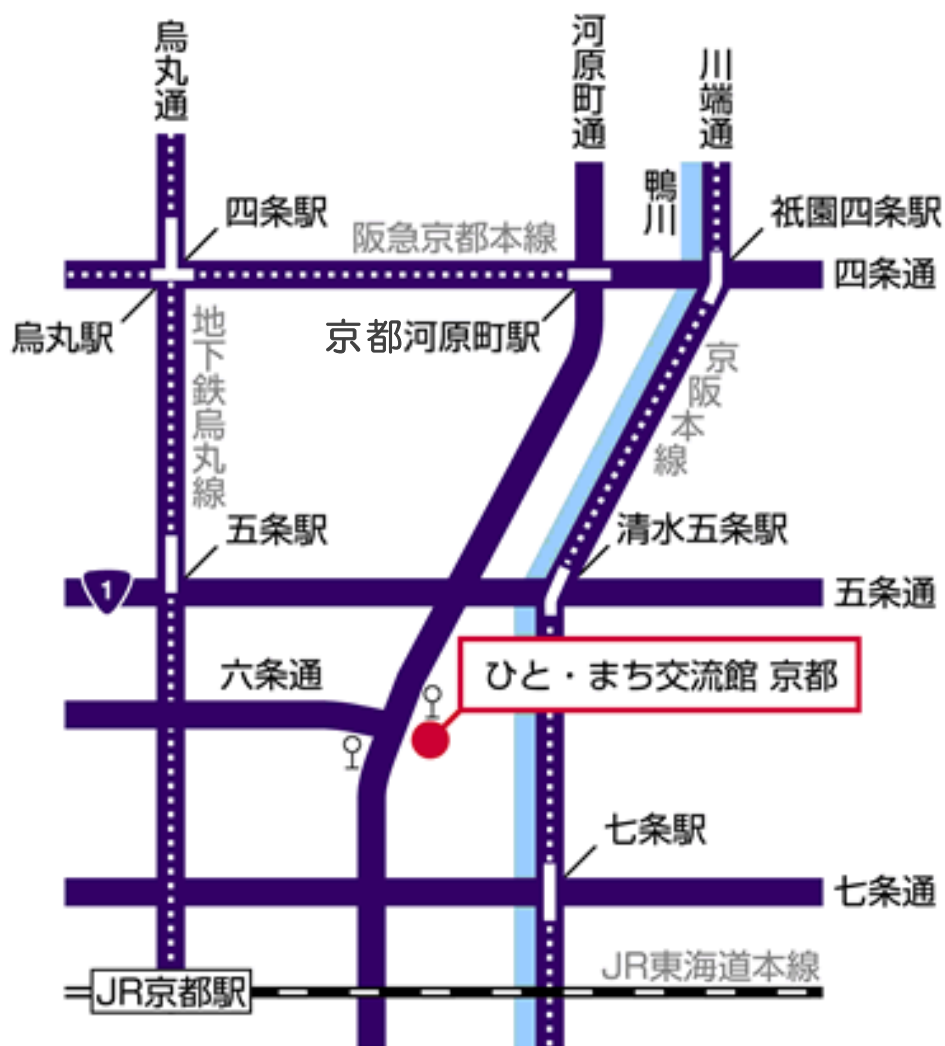 烏丸通
河原町通
川端通
鴨川
四条駅
阪急京都本線
祇園四条駅
四条通
烏丸駅
京都河原町駅
地下鉄烏丸線
京阪本線
五条駅
清水五条駅
1
五条通
六条通
ひと・まち交流館 京都
七条駅
七条通
JR東海道本線
JR京都駅